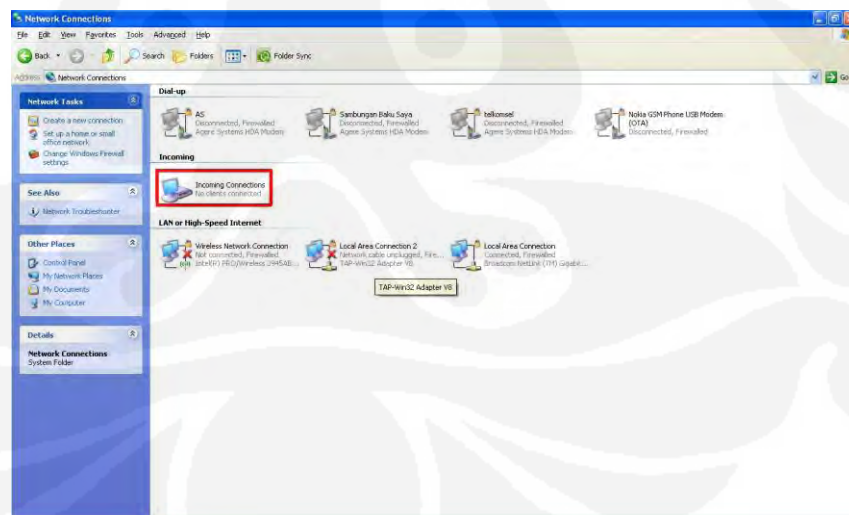 Network Connections
File Edit View Favorites Tools Advanced Help
Back Search Folders Folder Sync
Address Network Connections Go
Network Tasks
Create a new connection
Set up a home or small
office network
Change Windows Firewall
settings
See Also
Network Troubleshooter
Other Places
Control Panel
My Network Places
My Documents
My Computer
Details
Network Connections
System Folder
Dial-up
AS
Disconnected, Firewalled
Agere Systems HDA Modem
Sambungan Baku Saya
Disconnected, Firewalled
Agere Systems HDA Modem
telkomsel
Disconnected, Firewalled
Agere Systems HDA Modem
Nokia GSM Phone USB Modem
(OTA)
Disconnected, Firewalled
Incoming
Incoming Connections
No clients connected
LAN or High-Speed Internet
Wireless Network Connection
Not connected, Firewalled
Intel(R) PRO/Wireless 3945AB...
Local Area Connection 2
Network cable unplugged, Fire...
TAP-Win32 Adapter V8
Local Area Connection
Connected, Firewalled
Broadcom NetLink (TM) Gigabit...
TAP-Win32 Adapter V8